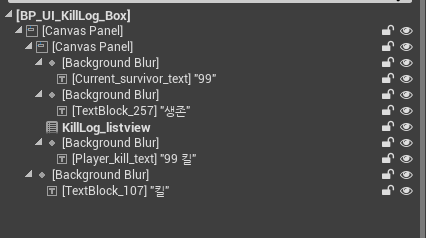 [BP_UI_KillLog_Box]
[Canvas Panel]
[Canvas Panel]
[Background Blur]
[Current_survivor_text] "99"
[Background Blur]
[TextBlock_257] "생존"
KillLog_listview
[Background Blur]
[Player_kill_text] "99 킬"
[Background Blur]
[TextBlock_107] "킬"